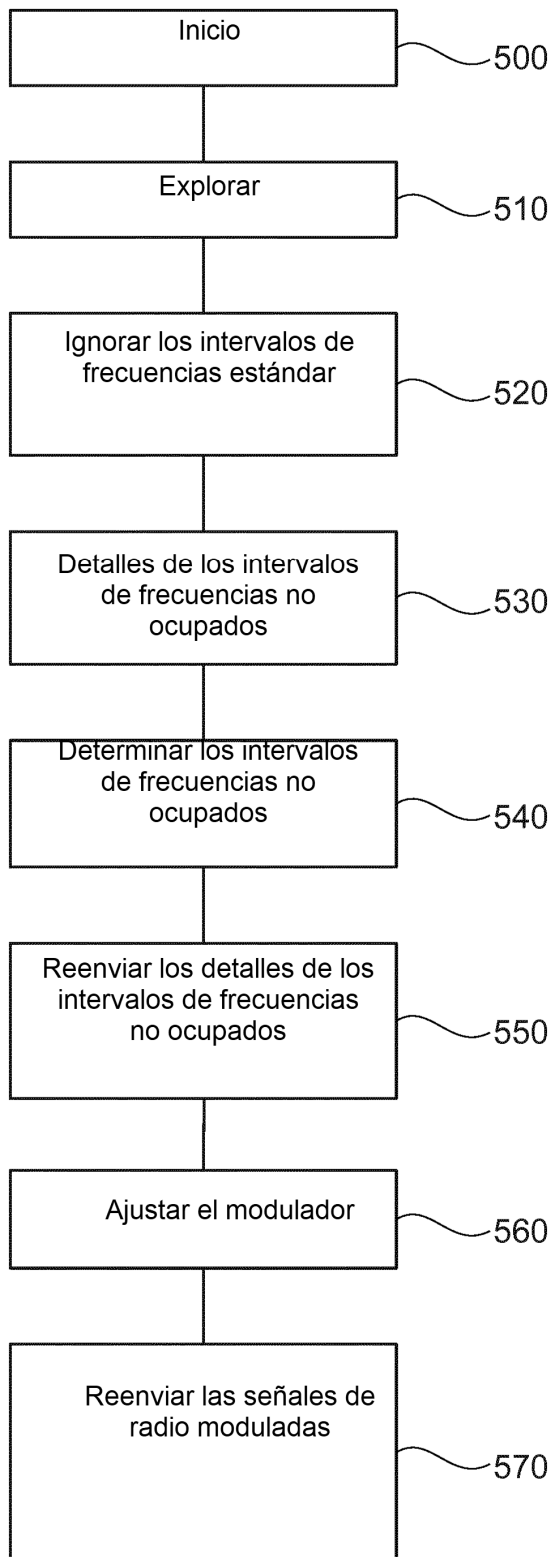 Inicio
500
Explorar
510
Ignorar los intervalos de
frecuencias estándar
520
Detalles de los intervalos
de frecuencias no
ocupados
530
Determinar los intervalos
de frecuencias no
ocupados
540
Reenviar los detalles de los
intervalos de frecuencias
no ocupados
550
Ajustar el modulador
560
Reenviar las señales de
radio moduladas
570